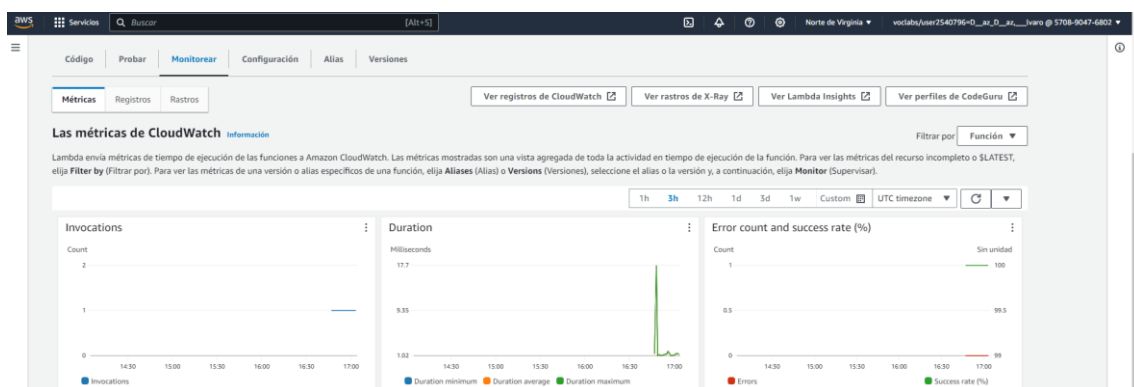 aws
Servicios
Buscar
[Alt+S]
Norte de Virginia ▼
voclabs/user2540796=D__az_D__az,___lvaro @ 5708-9047-6802 ▼
Código Probar Monitorear Configuración Alias Versiones
Métricas Registros Rastros
Ver registros de CloudWatch
Ver rastros de X-Ray
Ver Lambda Insights
Ver perfiles de CodeGuru
Las métricas de CloudWatch Información
Filtrar por Función ▼
Lambda envía métricas de tiempo de ejecución de las funciones a Amazon CloudWatch. Las métricas mostradas son una vista agregada de toda la actividad en tiempo de ejecución de la función. Para ver las métricas del recurso incompleto o $LATEST,
elija Filter by (Filtrar por). Para ver las métricas de una versión o alias específicos de una función, elija Aliases (Alias) o Versions (Versiones), seleccione el alias o la versión y, a continuación, elija Monitor (Supervisar).
1h 3h 12h 1d 3d 1w Custom UTC timezone ▼
Invocations
Count
2
1
0
14:30 15:00 15:30 16:00 16:30 17:00
Invocations
Duration
Milliseconds
17.7
9.35
1.02
14:30 15:00 15:30 16:00 16:30 17:00
Duration minimum Duration average Duration maximum
Error count and success rate (%)
Count Sin unidad
1 100
0.5 99.5
0 99
14:30 15:00 15:30 16:00 16:30 17:00
Errors Success rate (%)